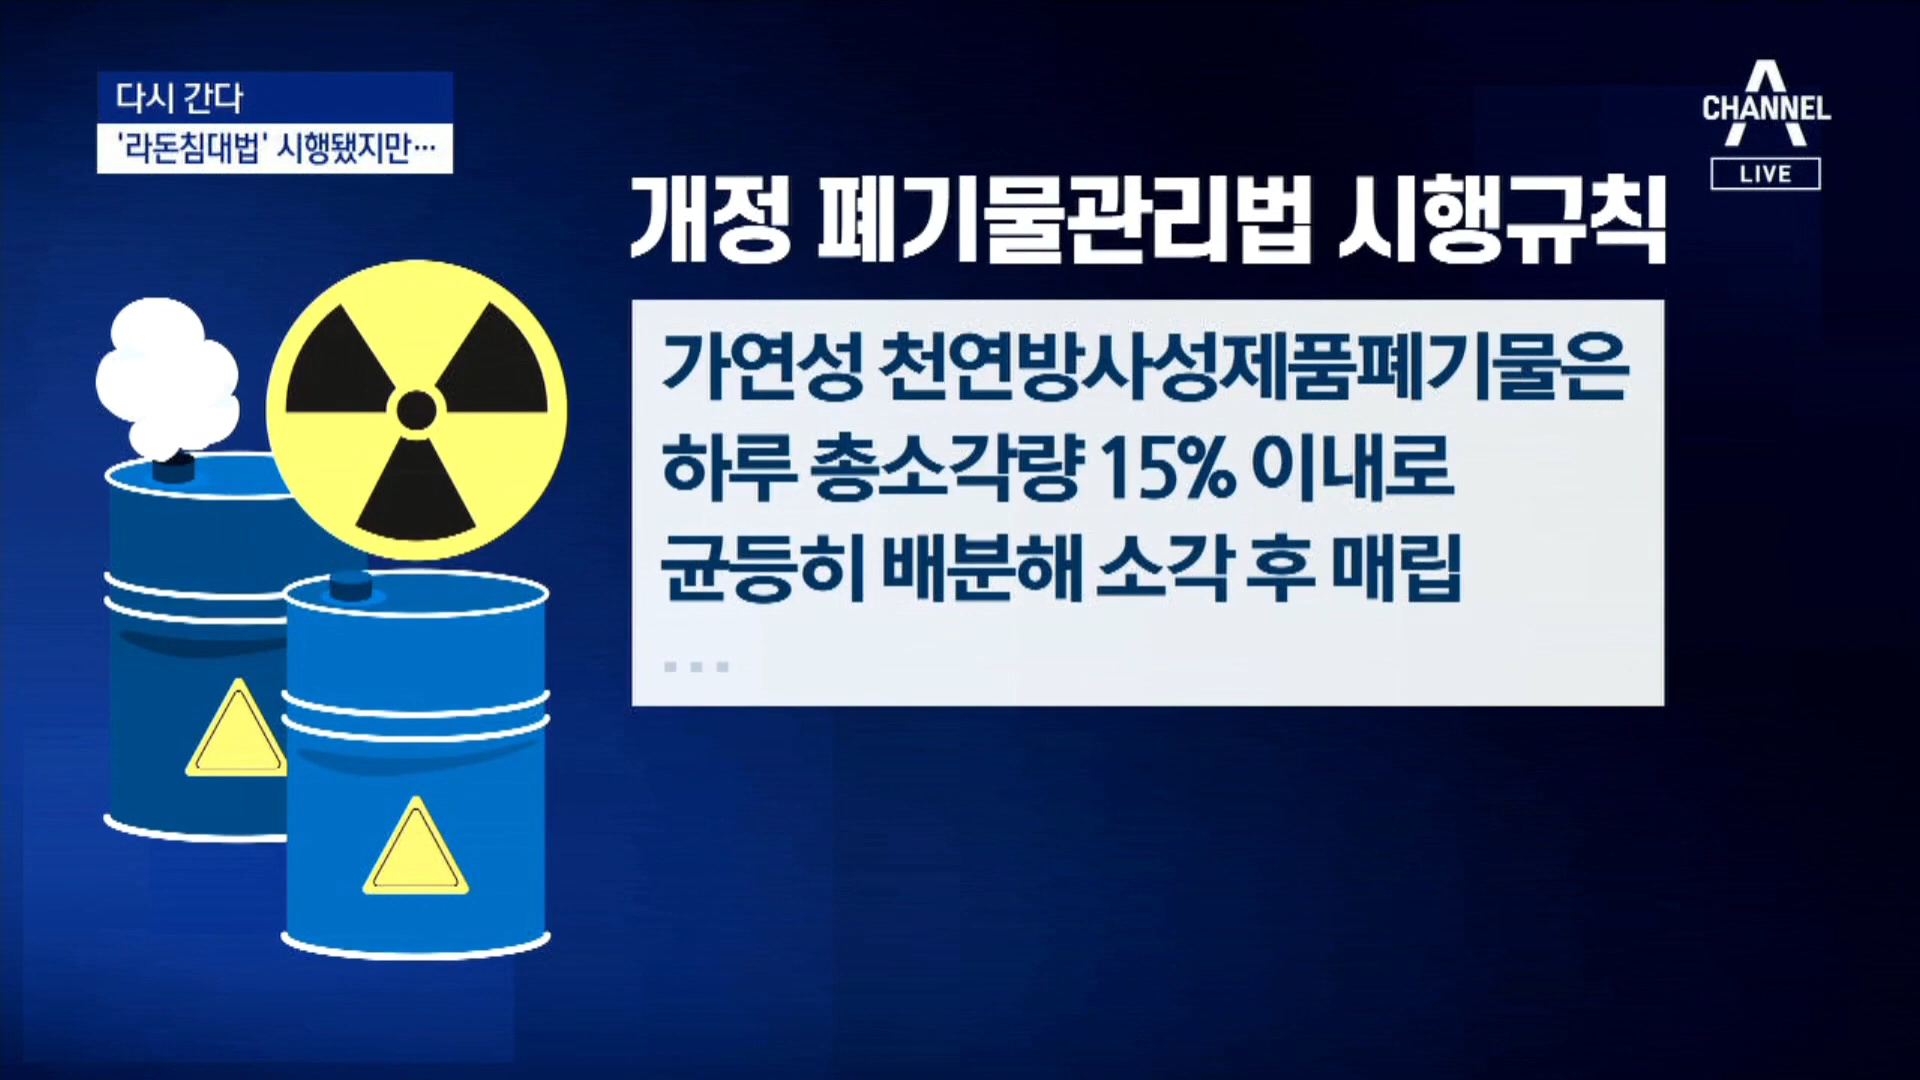 다시 간다
'라돈침대법' 시행됐지만…
CHANNEL A
LIVE
개정 폐기물관리법 시행규칙
가연성 천연방사성제품폐기물은
하루 총소각량 15% 이내로
균등히 배분해 소각 후 매립
...